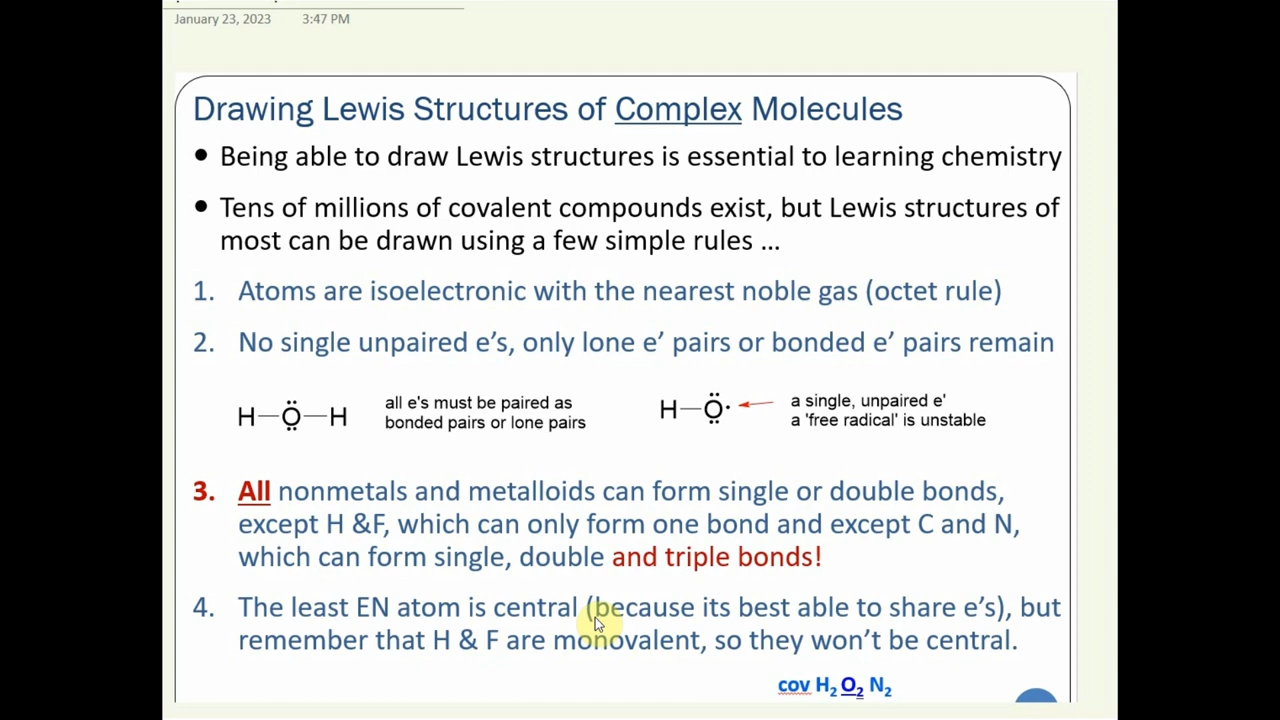 January 23, 2023 3:47 PM
Drawing Lewis Structures of Complex Molecules
• Being able to draw Lewis structures is essential to learning chemistry
• Tens of millions of covalent compounds exist, but Lewis structures of
most can be drawn using a few simple rules ...
1. Atoms are isoelectronic with the nearest noble gas (octet rule)
2. No single unpaired e's, only lone e’ pairs or bonded e’ pairs remain
H—O—H
all e's must be paired as
bonded pairs or lone pairs
H—O·
a single, unpaired e'
a 'free radical' is unstable
3. All nonmetals and metalloids can form single or double bonds,
except H &F, which can only form one bond and except C and N,
which can form single, double and triple bonds!
4. The least EN atom is central (because its best able to share e’s), but
remember that H & F are monovalent, so they won’t be central.
cov H₂ O₂ N₂